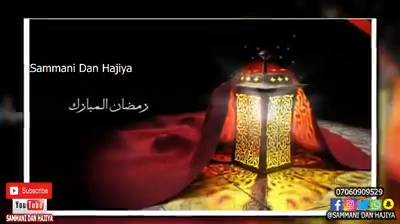 Sammani Dan Hajiya
رمضان المبارك
Subscribe
YouTube
SAMMANI DAN HAJIYA
07060909529
@SAMMANI DAN HAJIYA